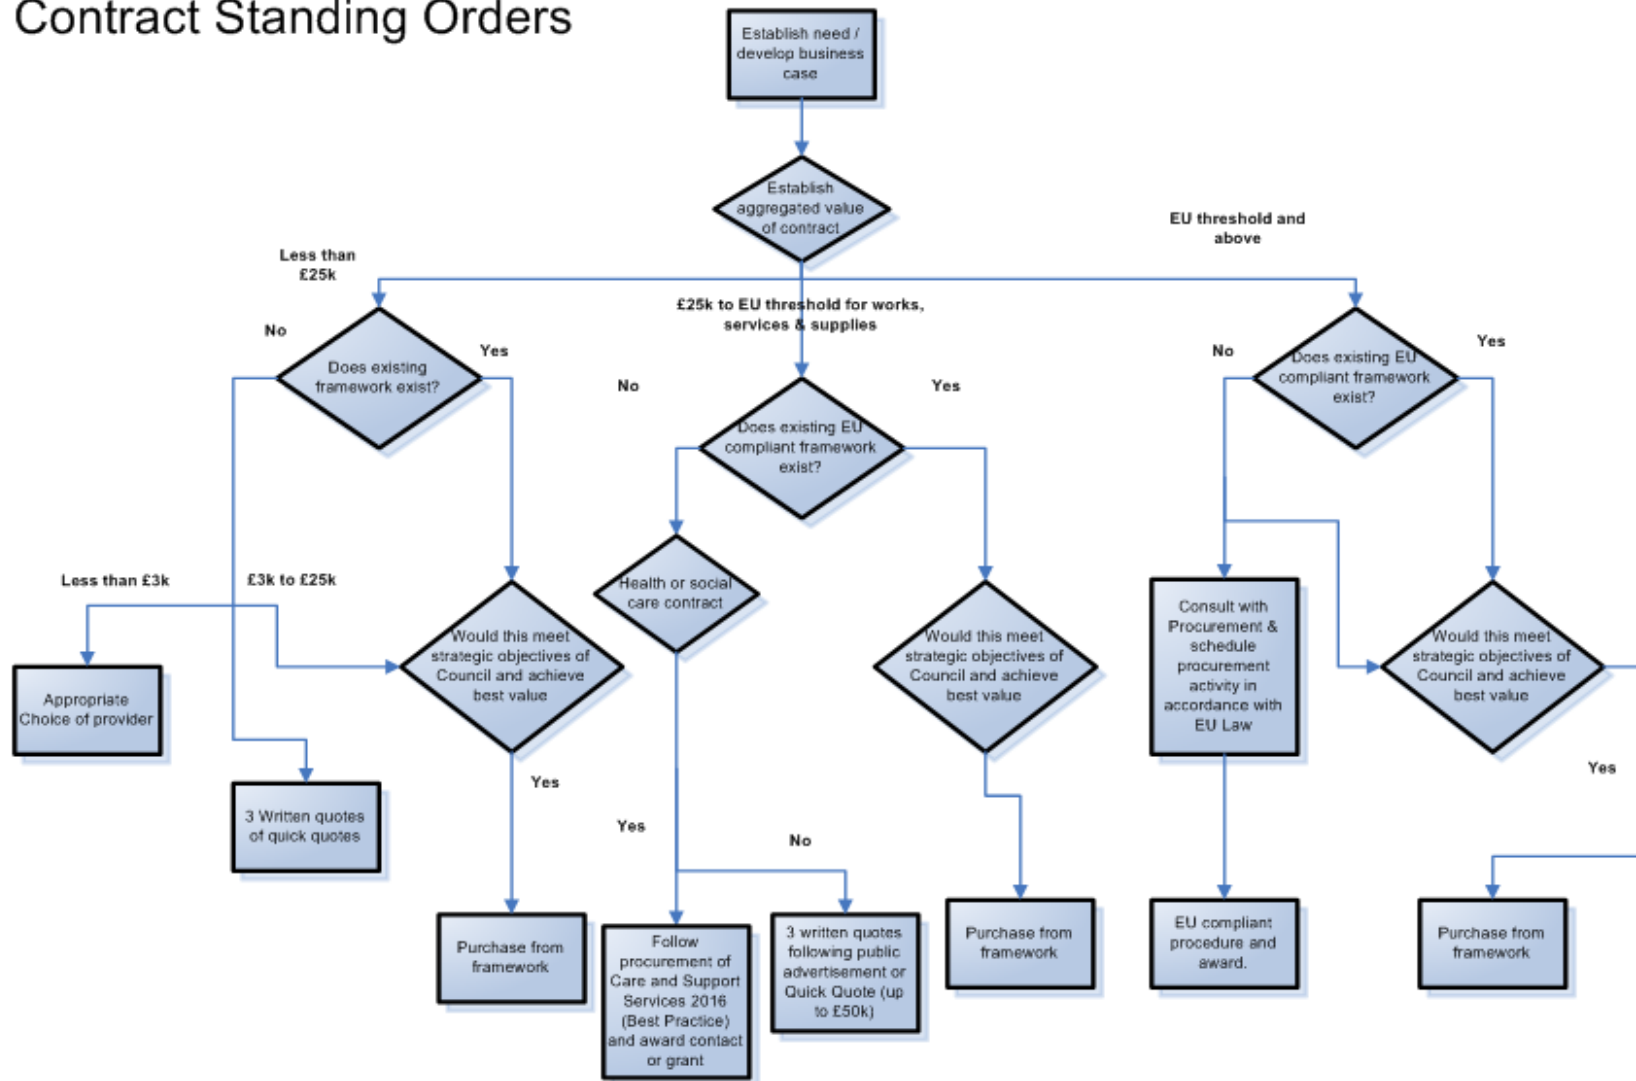 Contract Standing Orders
Establish need /
develop business
case
Establish
aggregated value
of contract
EU threshold and
above
Less than
£25k
£25k to EU threshold for works,
services & supplies
No
Yes
Does existing
framework exist?
No
Yes
Does existing EU
compliant framework
exist?
No
Yes
Does existing EU
compliant framework
exist?
Less than £3k
£3k to £25k
Health or social
care contract
Would this meet
strategic objectives of
Council and achieve
best value
Would this meet
strategic objectives of
Council and achieve
best value
Consult with
Procurement &
schedule
procurement
activity in
accordance with
EU Law
Would this meet
strategic objectives of
Council and achieve
best value
Appropriate
Choice of provider
3 Written quotes
of quick quotes
Yes
Yes
No
Yes
Purchase from
framework
Follow
procurement of
Care and Support
Services 2016
(Best Practice)
and award contact
or grant
3 written quotes
following public
advertisement or
Quick Quote (up
to £50k)
Purchase from
framework
EU compliant
procedure and
award.
Purchase from
framework